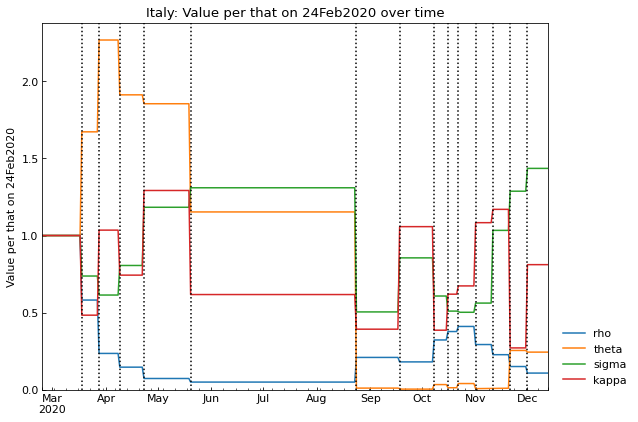 Italy: Value per that on 24Feb2020 over time
Value per that on 24Feb2020
2.0
1.5
1.0
0.5
0.0
Mar Apr May Jun Jul Aug Sep Oct Nov Dec
2020
rho
theta
sigma
kappa